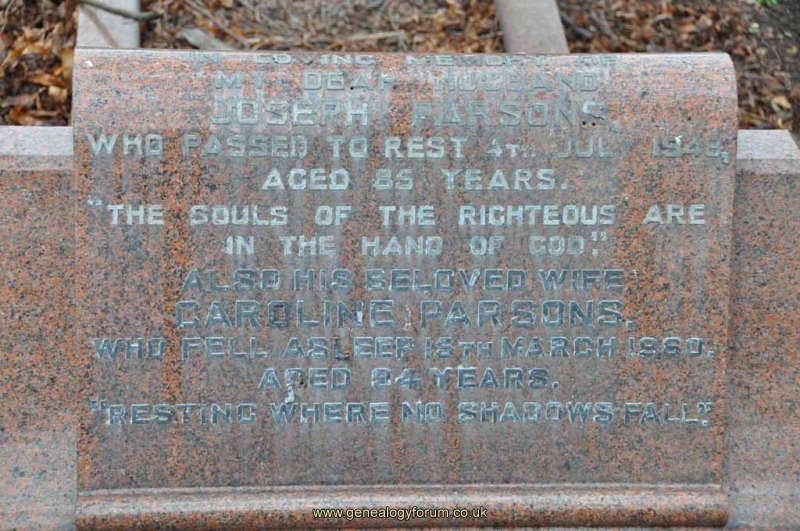 IN LOVING MEMORY OF
MY DEAR HUSBAND
JOSEPH PARSONS,
WHO PASSED TO REST 4TH JULY
AGED 85 YEARS.
"THE SOULS OF THE RIGHTEOUS ARE
IN THE HAND OF GOD."
ALSO HIS BELOVED WIFE
CAROLINE PARSONS,
WHO FELL ASLEEP 15TH MARCH 1960,
AGED 94 YEARS.
"RESTING WHERE NO SHADOWS FALL".
www.genealogyforum.co.uk